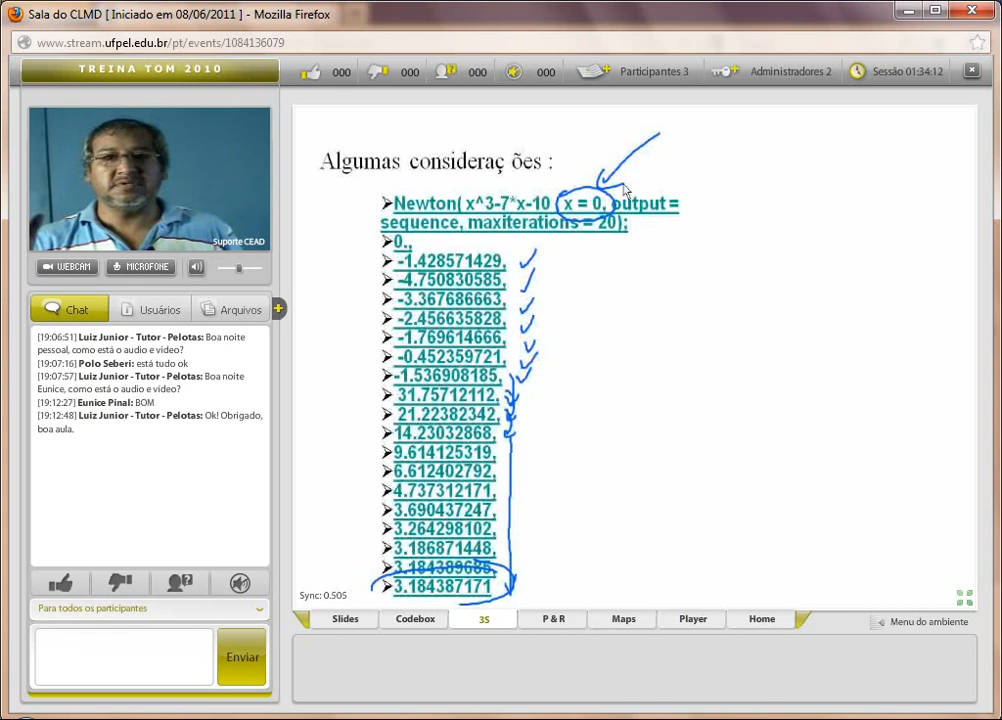 Sala do CLMD [ Iniciado em 08/06/2011 ] - Mozilla Firefox
www.stream.ufpel.edu.br/pt/events/1084136079
TREINA TOM 2010
000 000 000 000 Participantes 3 Administradores 2 Sessão 01:34:12
Suporte CEAD
WEBCAM MICROFONE
Chat Usuários Arquivos
[19:06:51] Luiz Junior - Tutor - Pelotas: Boa noite
pessoal, como está o audio e video?
[19:07:16] Polo Seberi: está tudo ok
[19:07:57] Luiz Junior - Tutor - Pelotas: Boa noite
Eunice, como está o audio e vídeo?
[19:12:27] Eunice Pinal: BOM
[19:12:48] Luiz Junior - Tutor - Pelotas: Ok! Obrigado,
boa aula.
Para todos os participantes
Enviar
Algumas consideraç ões :
Newton( x^3-7*x-10 x = 0, output =
sequence, maxiterations = 20);
0.,
-1.428571429,
-4.750830585,
-3.367686663,
-2.456635828,
-1.769614666,
-0.452359721,
-1.536908185,
31.75712112,
21.22382342,
14.23032868,
9.614125319,
6.612402792,
4.737312171,
3.690437247,
3.264298102,
3.186871448,
3.184389686,
3.184387171
Sync: 0.505
Slides Codebox 3S P & R Maps Player Home
Menu do ambiente